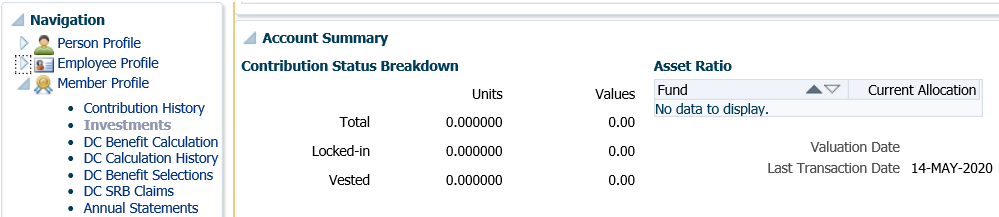 Navigation
Person Profile
Employee Profile
Member Profile
Contribution History
Investments
DC Benefit Calculation
DC Calculation History
DC Benefit Selections
DC SRB Claims
Annual Statements
Account Summary
Contribution Status Breakdown
Units Values
Total 0.000000 0.00
Locked-in 0.000000 0.00
Vested 0.000000 0.00
Asset Ratio
Fund Current Allocation
No data to display.
Valuation Date
Last Transaction Date 14-MAY-2020